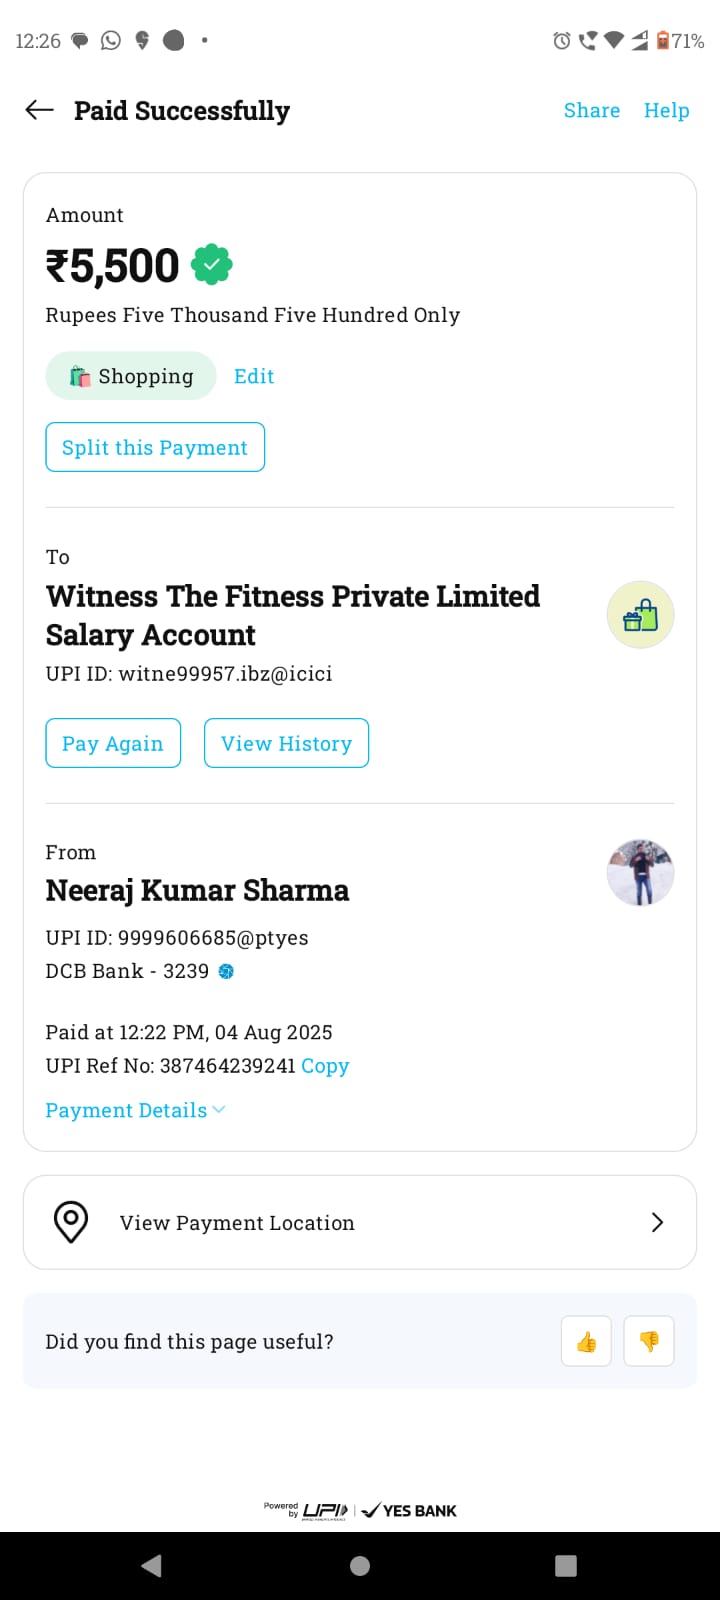 12:26
71%
Paid Successfully
Share Help
Amount
₹5,500
Rupees Five Thousand Five Hundred Only
Shopping Edit
Split this Payment
To
Witness The Fitness Private Limited
Salary Account
UPI ID: witne99957.ibz@icici
Pay Again View History
From
Neeraj Kumar Sharma
UPI ID: 9999606685@ptyes
DCB Bank - 3239
Paid at 12:22 PM, 04 Aug 2025
UPI Ref No: 387464239241 Copy
Payment Details
View Payment Location
Did you find this page useful?
Powered by UPI | YES BANK